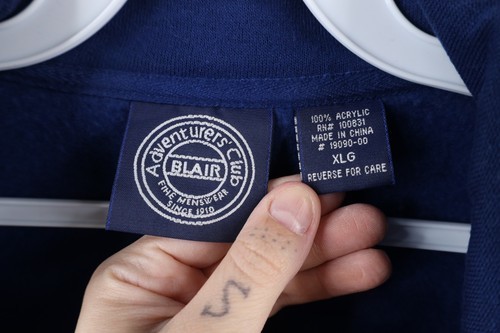 Adventurers' Club
BLAIR
FINE MENSWEAR
SINCE 1910
100% ACRYLIC
RN# 100831
MADE IN CHINA
# 19090-00
XLG
REVERSE FOR CARE